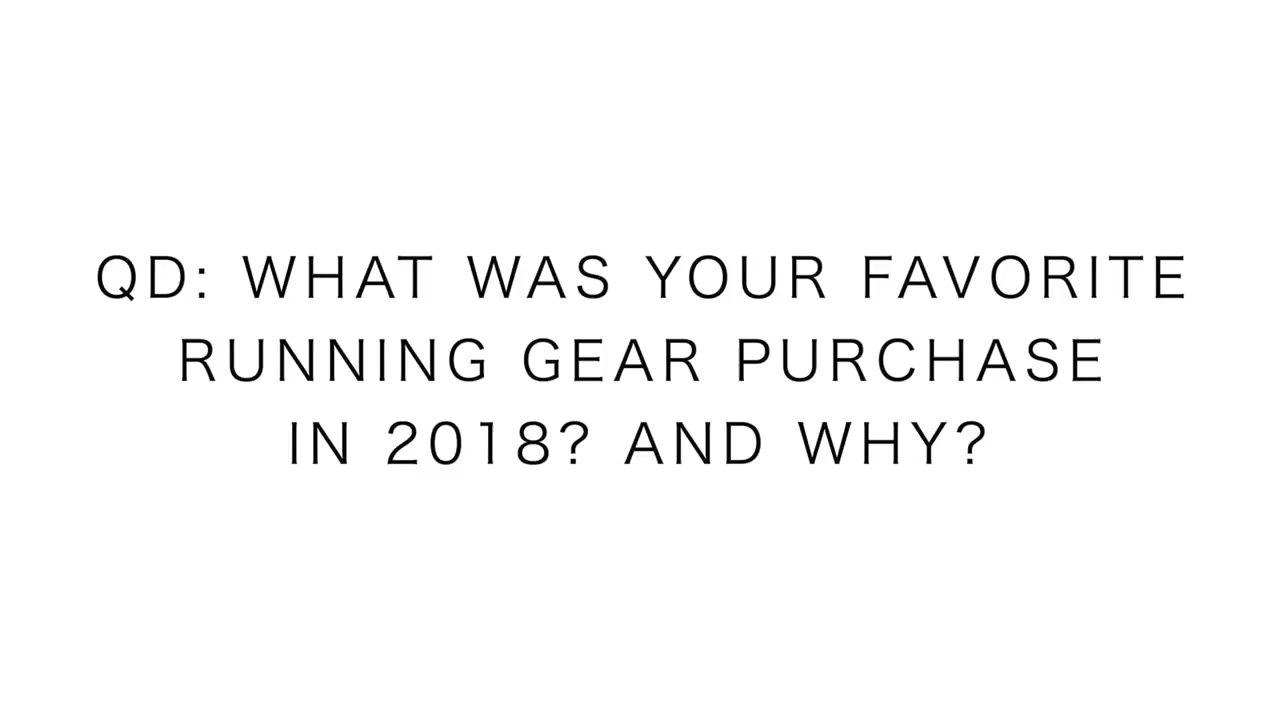 QD: WHAT WAS YOUR FAVORITE
RUNNING GEAR PURCHASE
IN 2018? AND WHY?